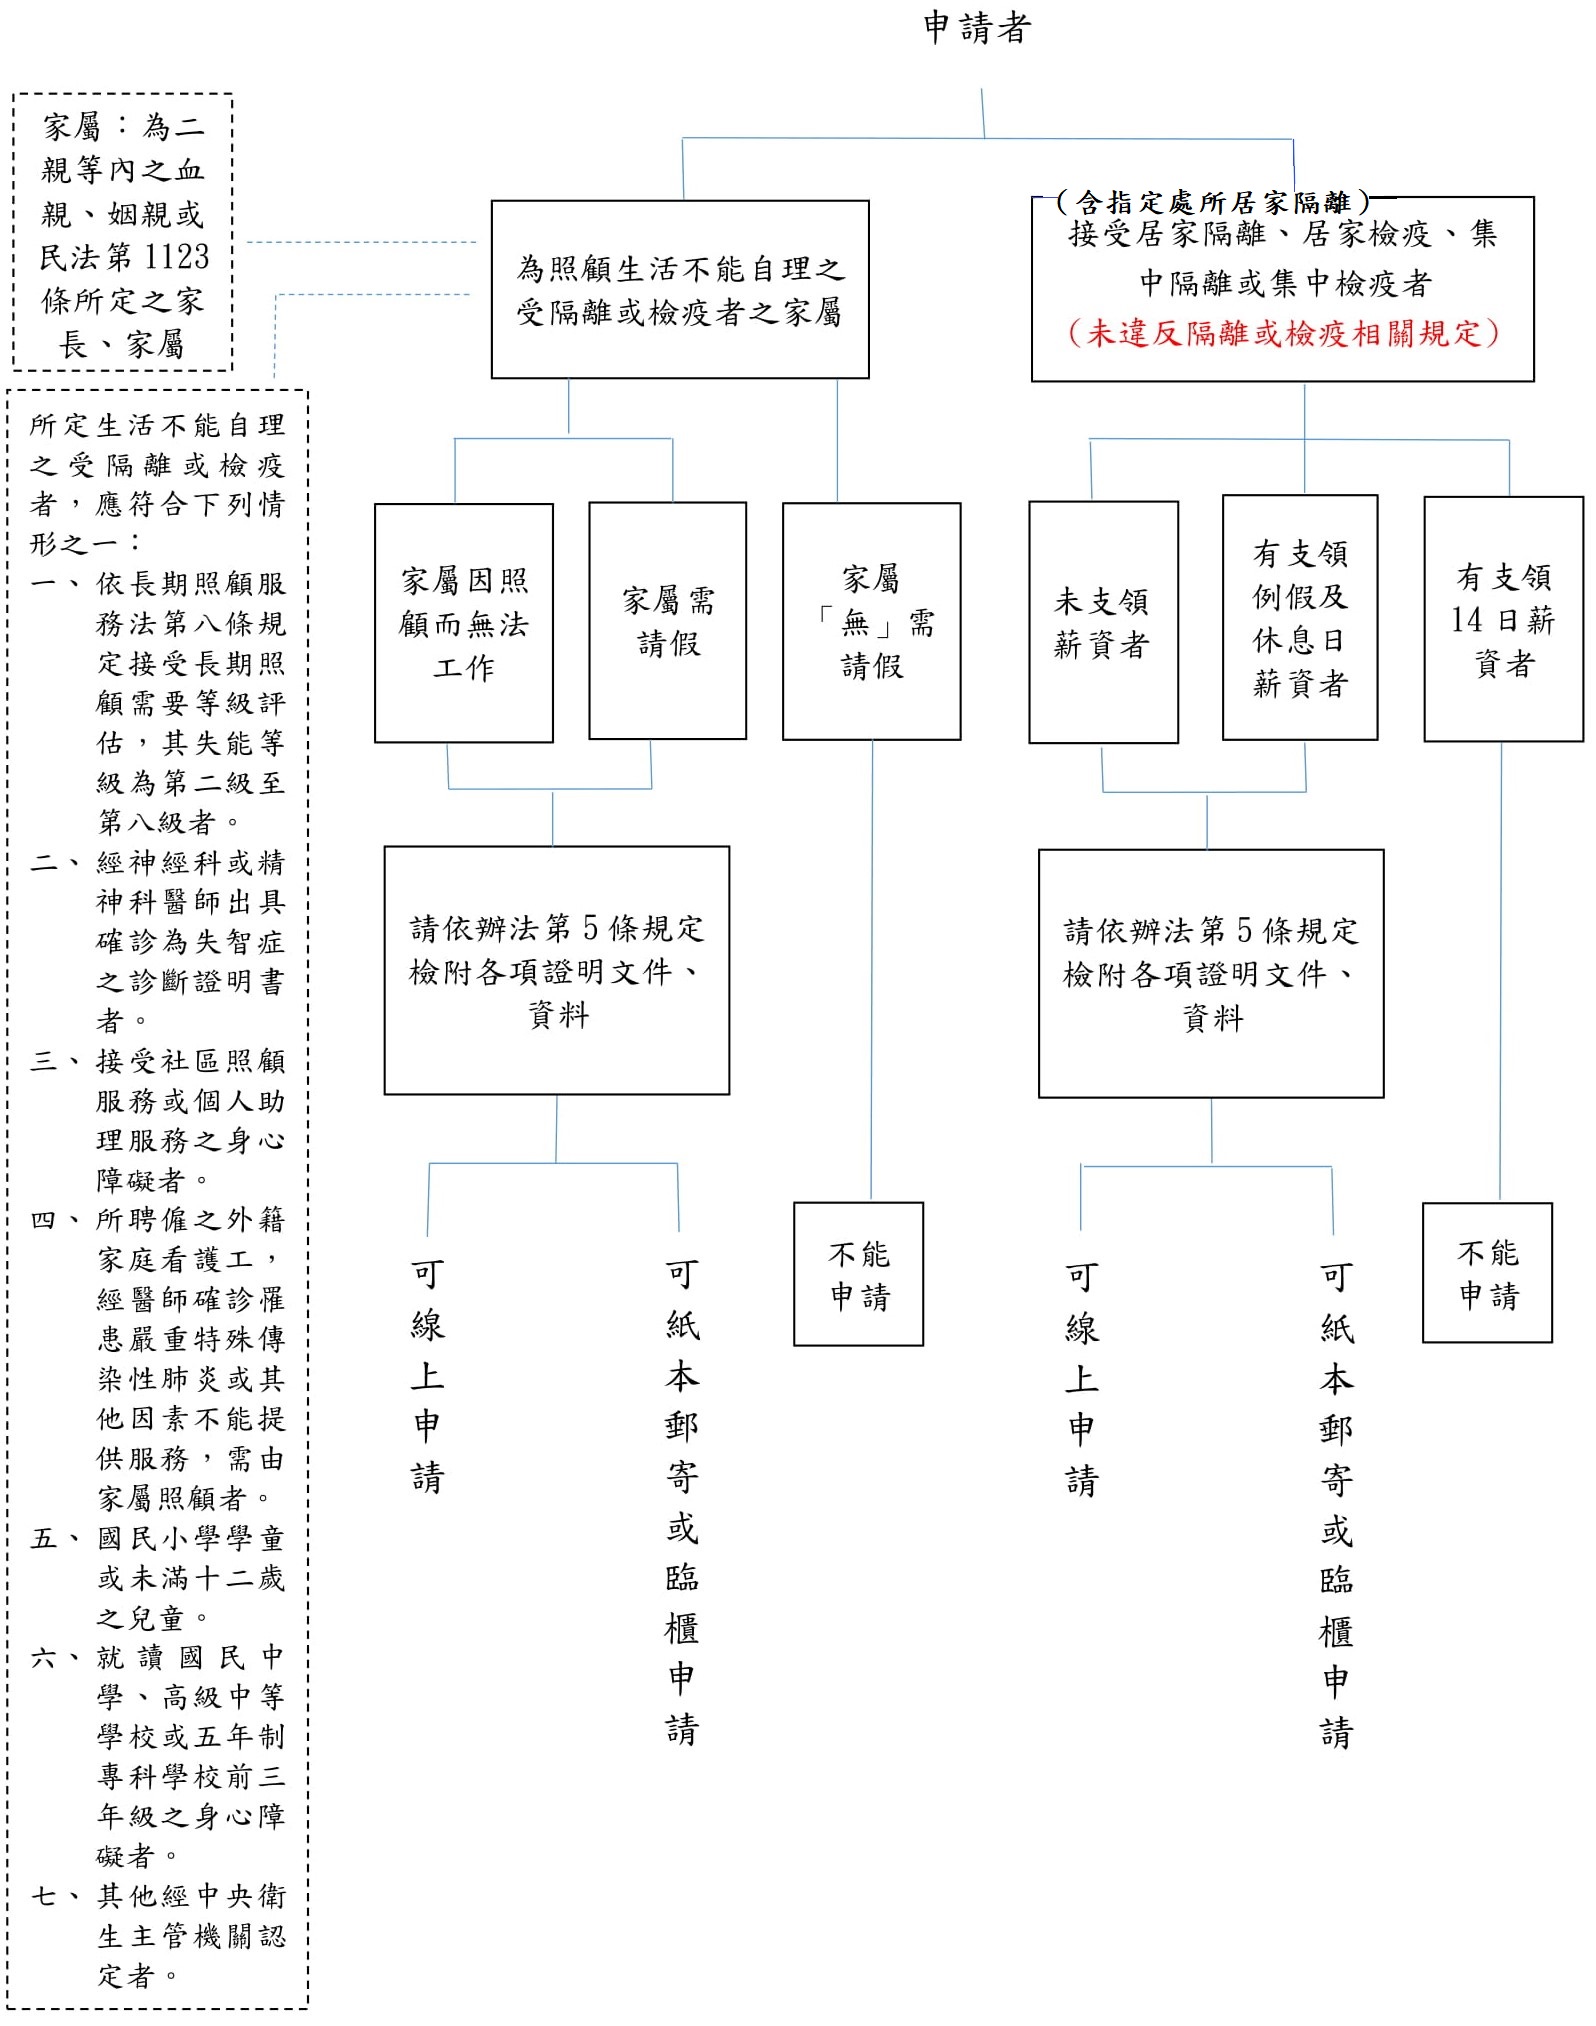 申請者
家屬：為二
親等內之血
親、姻親或
民法第1123
條所定之家
長、家屬
為照顧生活不能自理之
受隔離或檢疫者之家屬
（含指定處所居家隔離）
接受居家隔離、居家檢疫、集
中隔離或集中檢疫者
（未違反隔離或檢疫相關規定）
所定生活不能自理
之受隔離或檢疫
者，應符合下列情
形之一：
一、依長期照顧服
務法第八條規
定接受長期照
顧需要等級評
估，其失能等
級為第二級至
第八級者。
二、經神經科或精
神科醫師出具
確診為失智症
之診斷證明書
者。
三、接受社區照顧
服務或個人助
理服務之身心
障礙者。
四、所聘僱之外籍
家庭看護工，
經醫師確診罹
患嚴重特殊傳
染性肺炎或其
他因素不能提
供服務，需由
家屬照顧者。
五、國民小學學童
或未滿十二歲
之兒童。
六、就讀國民中
學、高級中等
學校或五年制
專科學校前三
年級之身心障
礙者。
七、其他經中央衛
生主管機關認
定者。
家屬因照
顧而無法
工作
家屬需
請假
家屬
「無」需
請假
未支領
薪資者
有支領
例假及
休息日
薪資者
有支領
14日薪
資者
請依辦法第5條規定
檢附各項證明文件、
資料
請依辦法第5條規定
檢附各項證明文件、
資料
可線上申請
可紙本郵寄或臨櫃申請
不能
申請
可線上申請
可紙本郵寄或臨櫃申請
不能
申請